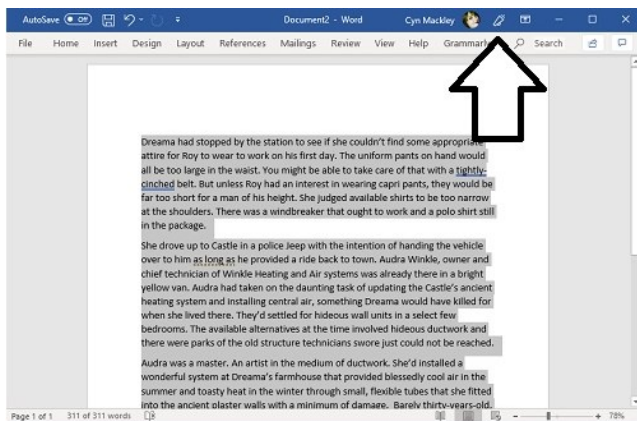 AutoSave Off Document2 - Word Cyn Mackley
File Home Insert Design Layout References Mailings Review View Help Grammarly Search
Dreama had stopped by the station to see if she couldn't find some appropriate
attire for Roy to wear to work on his first day. The uniform pants on hand would
all be too large in the waist. You might be able to take care of that with a tightly-
cinched belt. But unless Roy had an interest in wearing capri pants, they would be
far too short for a man of his height. She judged available shirts to be too narrow
at the shoulders. There was a windbreaker that ought to work and a polo shirt still
in the package.
She drove up to Castle in a police Jeep with the intention of handing the vehicle
over to him as long as he provided a ride back to town. Audra Winkle, owner and
chief technician of Winkle Heating and Air systems was already there in a bright
yellow van. Audra had taken on the daunting task of updating the Castle's ancient
heating system and installing central air, something Dreama would have killed for
when she lived there. They'd settled for hideous wall units in a select few
bedrooms. The available alternatives at the time involved hideous ductwork and
there were parks of the old structure technicians swore just could not be reached.
Audra was a master. An artist in the medium of ductwork. She'd installed a
wonderful system at Dreama's farmhouse that provided blessedly cool air in the
summer and toasty heat in the winter through small, flexible tubes that she fitted
into the ancient plaster walls with a minimum of damage. Barely thirty-years-old,
Page 1 of 1 311 of 311 words 78%